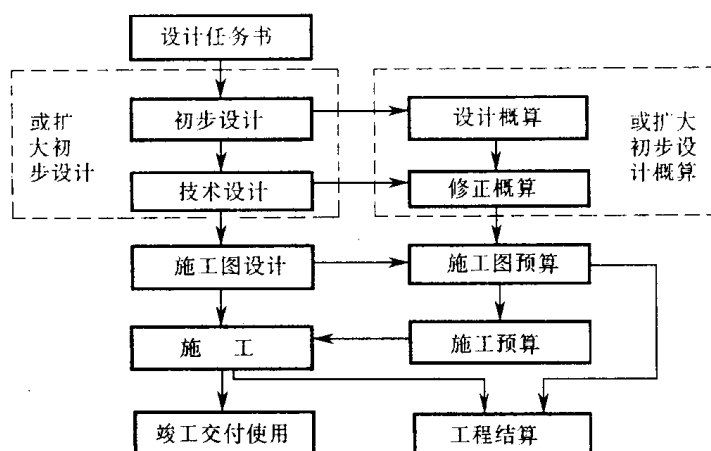 设计任务书
或扩
大初
步设计
初步设计
设计概算
或扩大
初步设
计概算
技术设计
修正概算
施工图设计
施工图预算
施 工
施工预算
竣工交付使用
工程结算